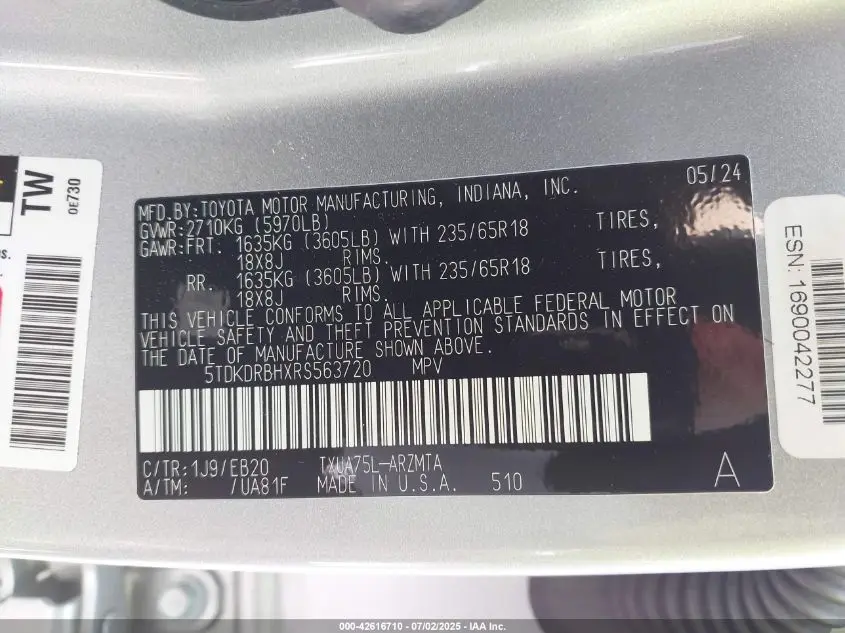 TW
0E730
us.
05/24
MFD.BY:TOYOTA MOTOR MANUFACTURING, INDIANA, INC.
GVWR:2710KG (5970LB)
GAWR:FRT. 1635KG (3605LB) WITH 235/65R18 TIRES,
18X8J RIMS.
RR. 1635KG (3605LB) WITH 235/65R18 TIRES,
18X8J RIMS.
THIS VEHICLE CONFORMS TO ALL APPLICABLE FEDERAL MOTOR
VEHICLE SAFETY AND THEFT PREVENTION STANDARDS IN EFFECT ON
THE DATE OF MANUFACTURE SHOWN ABOVE.
5TDKDRBHXRS563720 MPV
C/TR:1J9/EB20 TXUA75L-ARZMTA
A/TM: /UA81F MADE IN U.S.A. 510
A
ESN: 1690042277
000-42616710 - 07/02/2025 - IAA Inc.